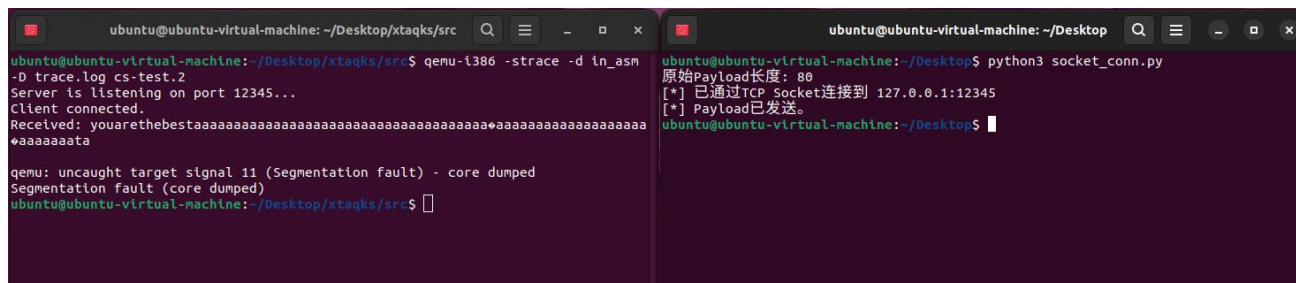 ubuntu@ubuntu-virtual-machine: ~/Desktop/xtaqks/src
ubuntu@ubuntu-virtual-machine:~/Desktop/xtaqks/src$ qemu-i386 -strace -d in_asm
-D trace.log cs-test.2
Server is listening on port 12345...
Client connected.
Received: youarethebestaaaaaaaaaaaaaaaaaaaaaaaaaaaaaaaaaaaaa�aaaaaaaaaaaaaaaaaaa
�aaaaaaata
qemu: uncaught target signal 11 (Segmentation fault) - core dumped
Segmentation fault (core dumped)
ubuntu@ubuntu-virtual-machine:~/Desktop/xtaqks/src$
ubuntu@ubuntu-virtual-machine: ~/Desktop
ubuntu@ubuntu-virtual-machine:~/Desktop$ python3 socket_conn.py
原始Payload长度: 80
[*] 已通过TCP Socket连接到 127.0.0.1:12345
[*] Payload已发送。
ubuntu@ubuntu-virtual-machine:~/Desktop$